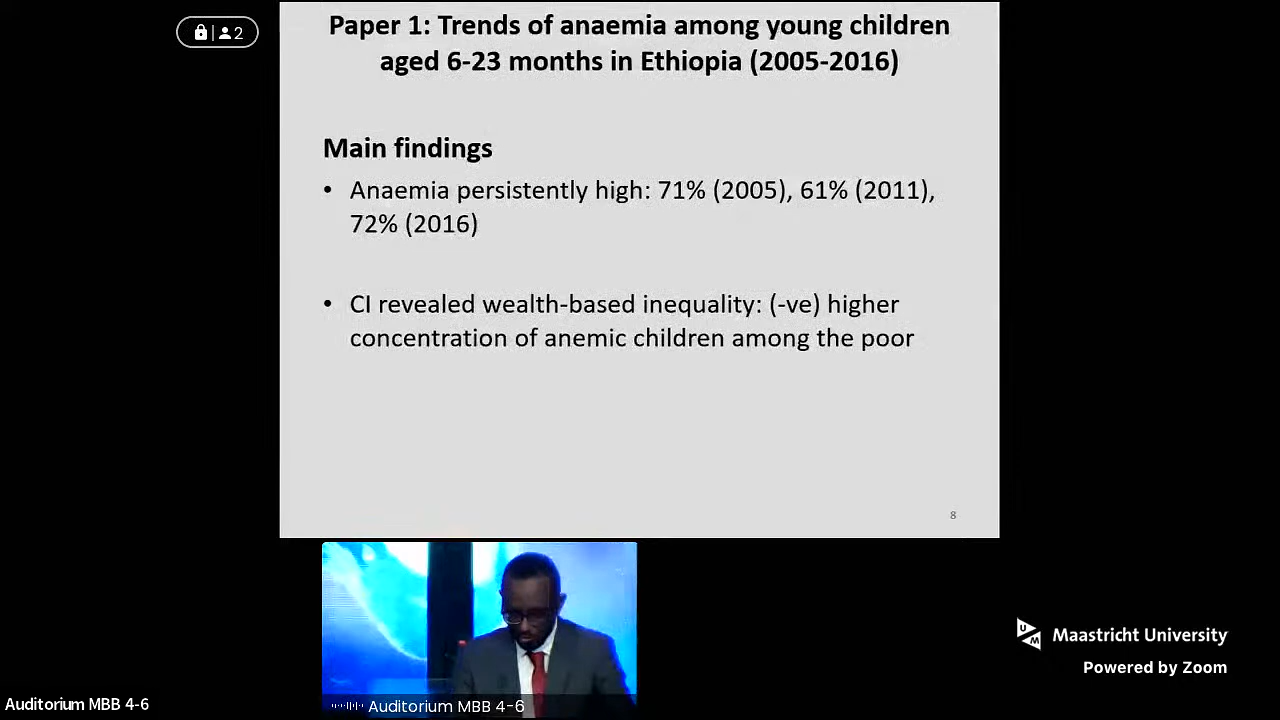 2
Paper 1: Trends of anaemia among young children
aged 6-23 months in Ethiopia (2005-2016)
Main findings
• Anaemia persistently high: 71% (2005), 61% (2011),
72% (2016)
• CI revealed wealth-based inequality: (-ve) higher
concentration of anemic children among the poor
8
UM
Maastricht University
Powered by Zoom
Auditorium MBB 4-6
Auditorium MBB 4-6